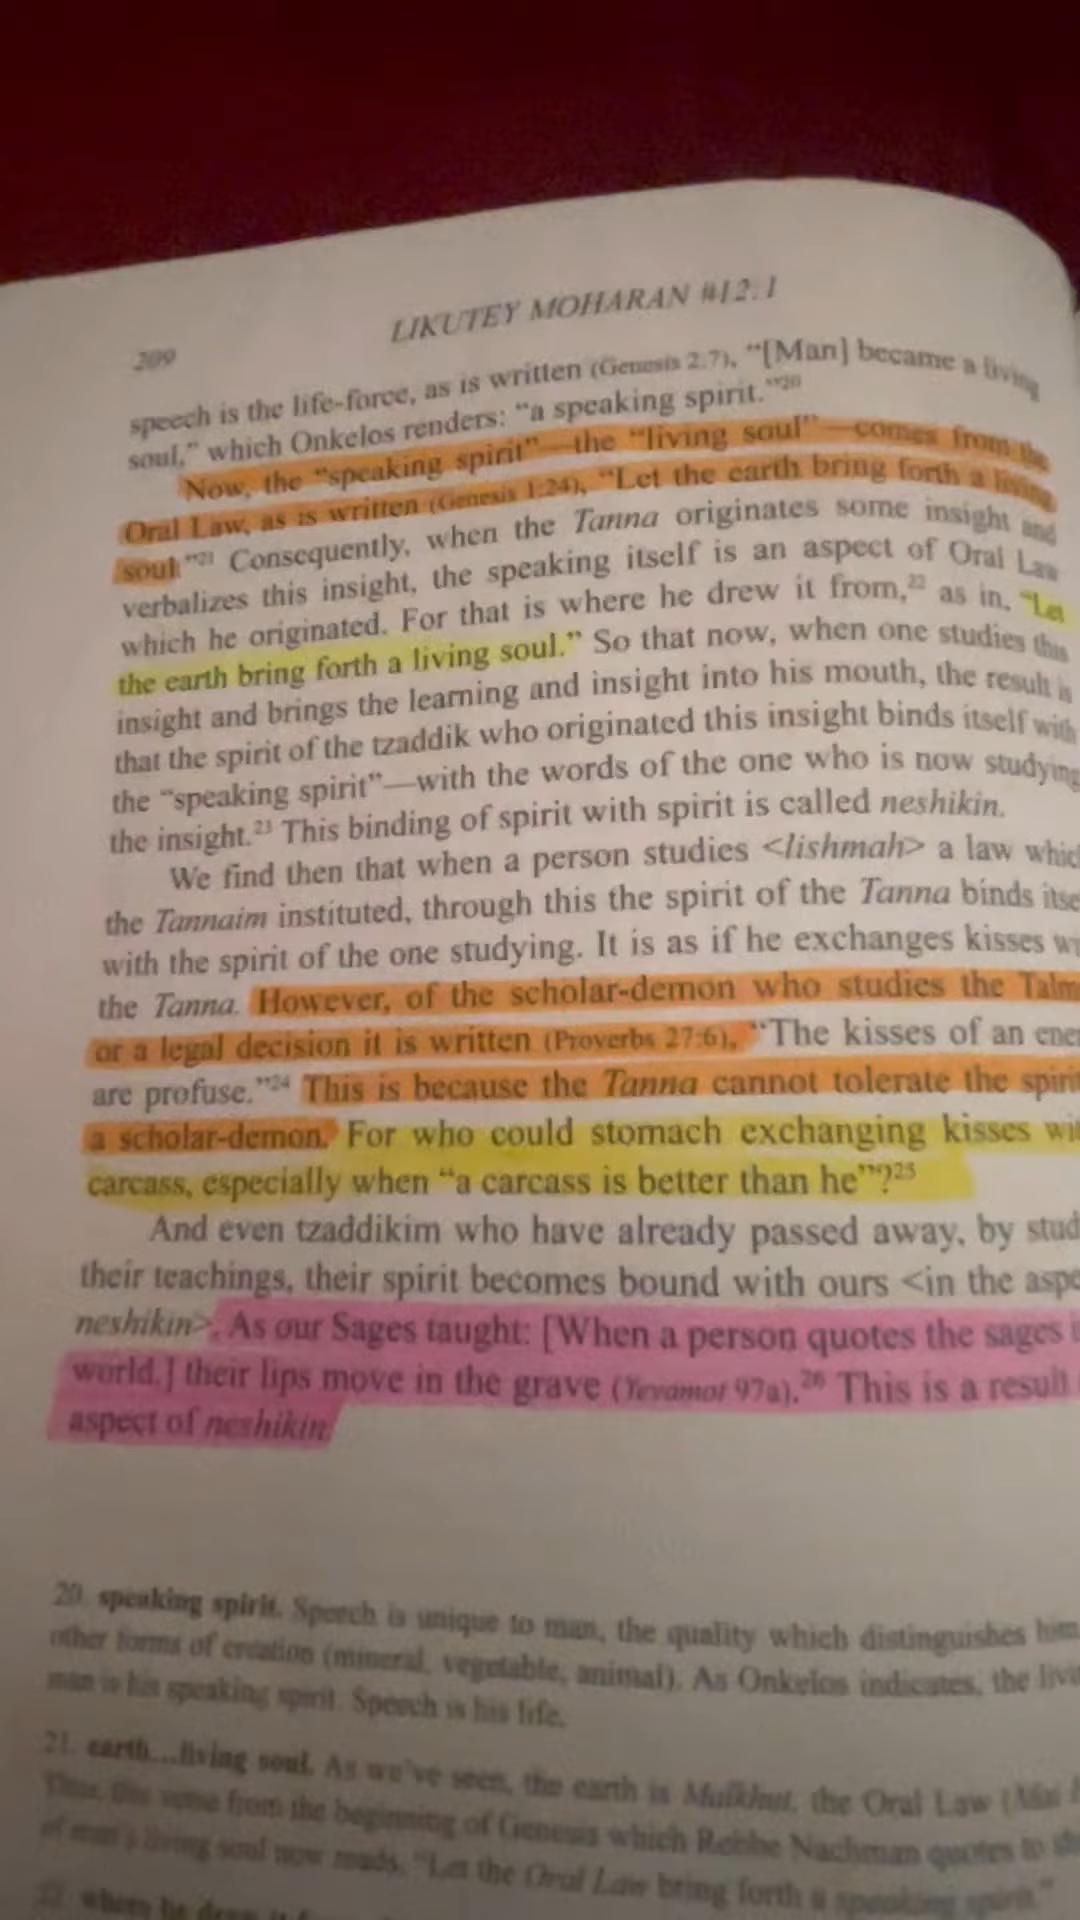 LIKUTEY MOHARAN #12:1
209
speech is the life-force, as is written (Genesis 2:7), “[Man] became a living
soul,” which Onkelos renders: “a speaking spirit.”20
Now, the “speaking spirit”—the “living soul”—comes from the
Oral Law, as is written (Genesis 1:24), “Let the earth bring forth a living
soul.”21 Consequently, when the Tanna originates some insight and
verbalizes this insight, the speaking itself is an aspect of Oral Law
which he originated. For that is where he drew it from,22 as in, “Let
the earth bring forth a living soul.” So that now, when one studies this
insight and brings the learning and insight into his mouth, the result is
that the spirit of the tzaddik who originated this insight binds itself with
the “speaking spirit”—with the words of the one who is now studying
the insight.23 This binding of spirit with spirit is called neshikin.
We find then that when a person studies <lishmah> a law whic
the Tannaim instituted, through this the spirit of the Tanna binds itse
with the spirit of the one studying. It is as if he exchanges kisses w
the Tanna. However, of the scholar-demon who studies the Talm
or a legal decision it is written (Proverbs 27:6), “The kisses of an ene
are profuse.”24 This is because the Tanna cannot tolerate the spirit
a scholar-demon. For who could stomach exchanging kisses wi
carcass, especially when “a carcass is better than he”?25
And even tzaddikim who have already passed away, by stud
their teachings, their spirit becomes bound with ours <in the aspe
neshikin>. As our Sages taught: [When a person quotes the sages i
world,] their lips move in the grave (Yevamot 97a).26 This is a result
aspect of neshikin.
20. speaking spirit. Speech is unique to man, the quality which distinguishes him
other forms of creation (mineral, vegetable, animal). As Onkelos indicates, the livi
man is his speaking spirit. Speech is his life.
21. earth...living soul. As we’ve seen, the earth is Malkhut, the Oral Law
Thus, this verse from the beginning of Genesis which Rebbe Nachman quotes to
of man’s living soul now reads, “Let the Oral Law bring forth a speaking spirit.”
22. where he drew it